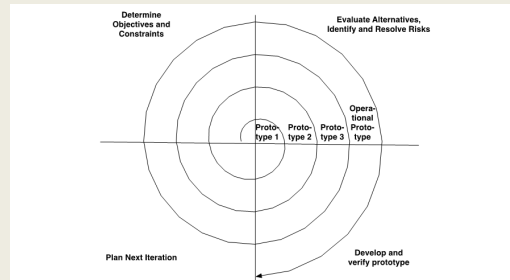 Determine
Objectives and
Constraints
Evaluate Alternatives,
Identify and Resolve Risks
Proto-
type 1
Proto-
type 2
Proto-
type 3
Opera-
tional
Proto-
type
Plan Next Iteration
Develop and
verify prototype